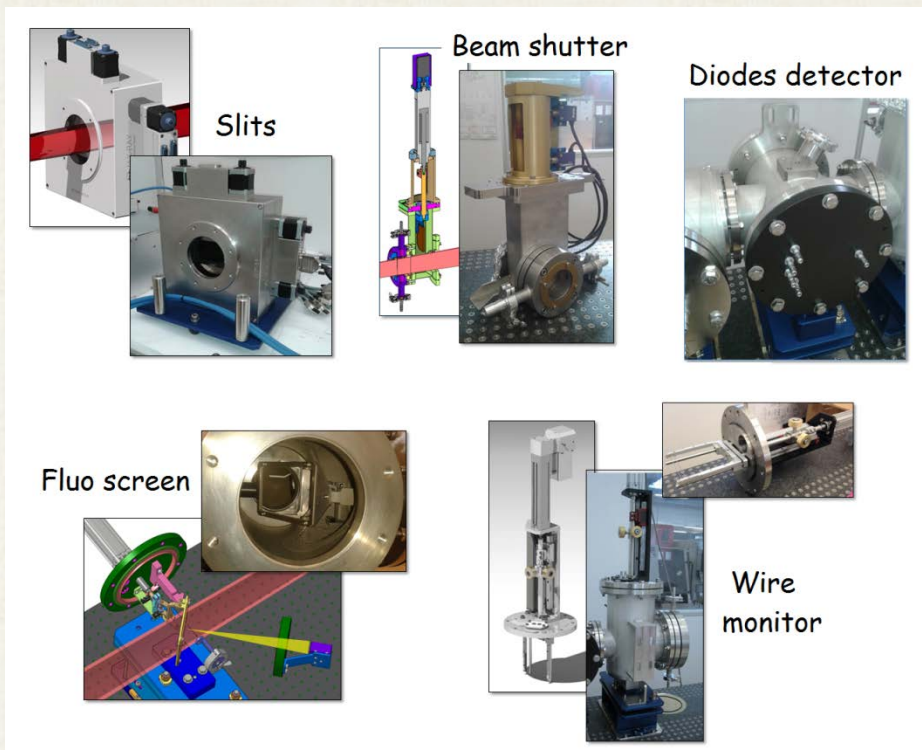 Beam shutter
Diodes detector
Slits
Fluo screen
Wire
monitor